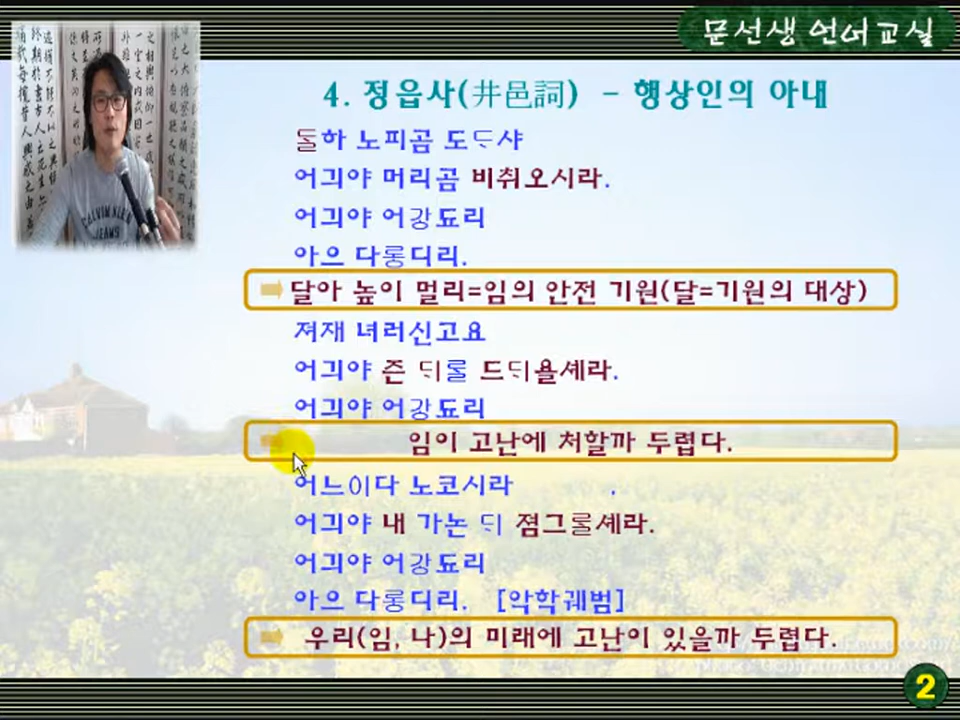 문선생 언어교실
4. 정읍사(井邑詞) - 행상인의 아내
ᄃᆞᆯ하 노피곰 도ᄃᆞ샤
어긔야 머리곰 비취오시라.
어긔야 어강됴리
아으 다롱디리.
달아 높이 멀리=임의 안전 기원(달=기원의 대상)
져재 녀러신고요
어긔야 즌 ᄃᆡᄅᆞᆯ 드ᄃᆡ욜셰라.
어긔야 어강됴리
임이 고난에 처할까 두렵다.
어느이다 노코시라
어긔야 내 가논 ᄃᆡ 졈그ᄅᆞᆯ셰라.
어긔야 어강됴리
아으 다롱디리. [악학궤범]
우리(임, 나)의 미래에 고난이 있을까 두렵다.
2